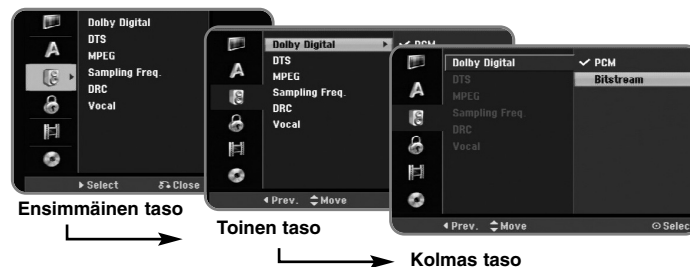 Dolby Digital
DTS
MPEG
Sampling Freq.
DRC
Vocal
Select Close
Ensimmäinen taso
Dolby Digital PCM
DTS
MPEG
Sampling Freq.
DRC
Vocal
Prev. Move
Toinen taso
Dolby Digital PCM
DTS Bitstream
MPEG
Sampling Freq.
DRC
Vocal
Prev. Move Selec
Kolmas taso